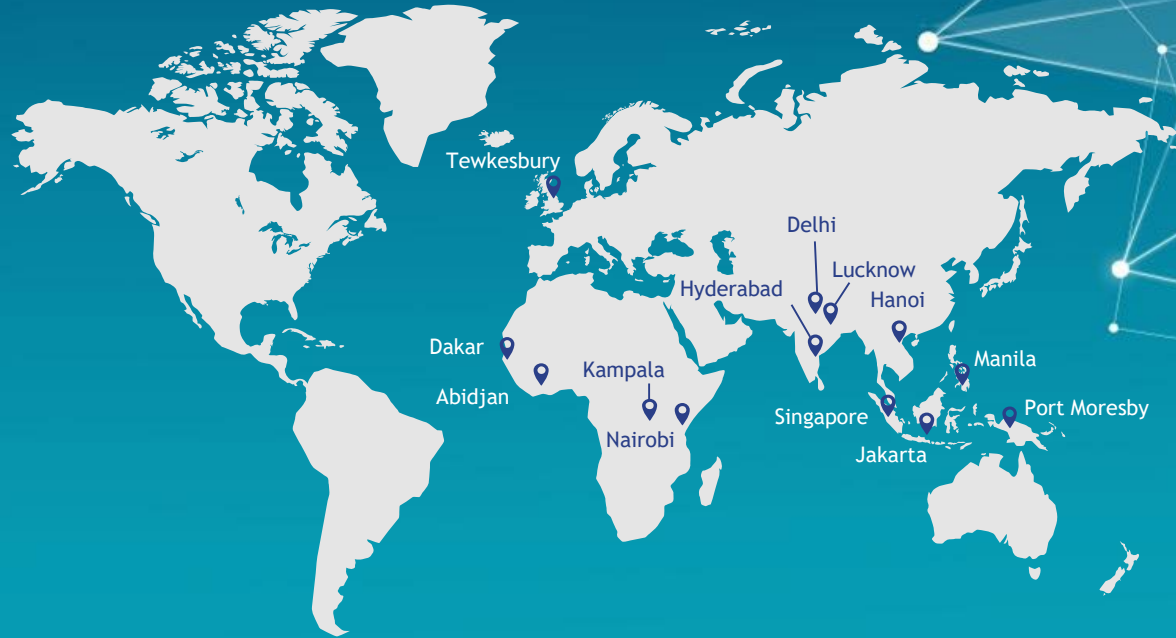 Tewkesbury
Delhi
Lucknow
Hyderabad
Hanoi
Dakar
Kampala
Manila
Abidjan
Singapore
Port Moresby
Nairobi
Jakarta